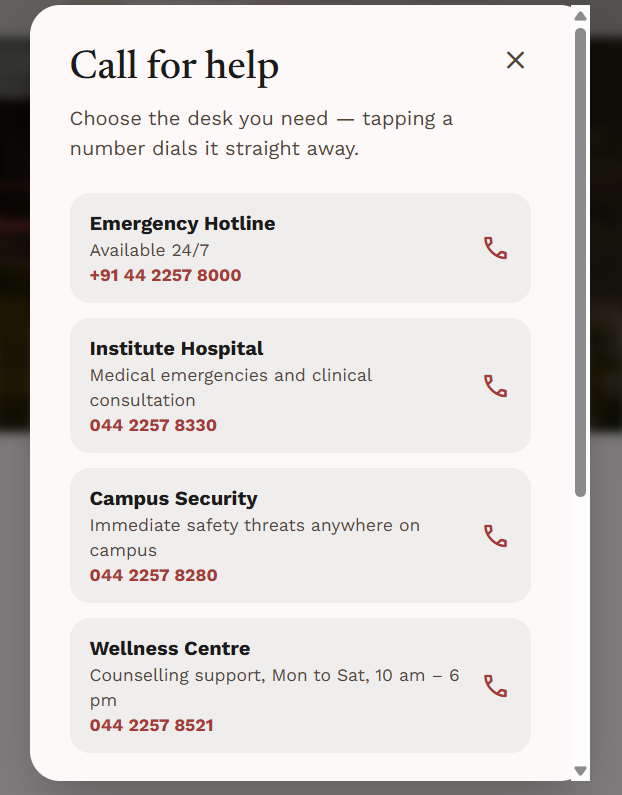 Call for help
Choose the desk you need — tapping a
number dials it straight away.
Emergency Hotline
Available 24/7
+91 44 2257 8000
Institute Hospital
Medical emergencies and clinical
consultation
044 2257 8330
Campus Security
Immediate safety threats anywhere on
campus
044 2257 8280
Wellness Centre
Counselling support, Mon to Sat, 10 am – 6
pm
044 2257 8521